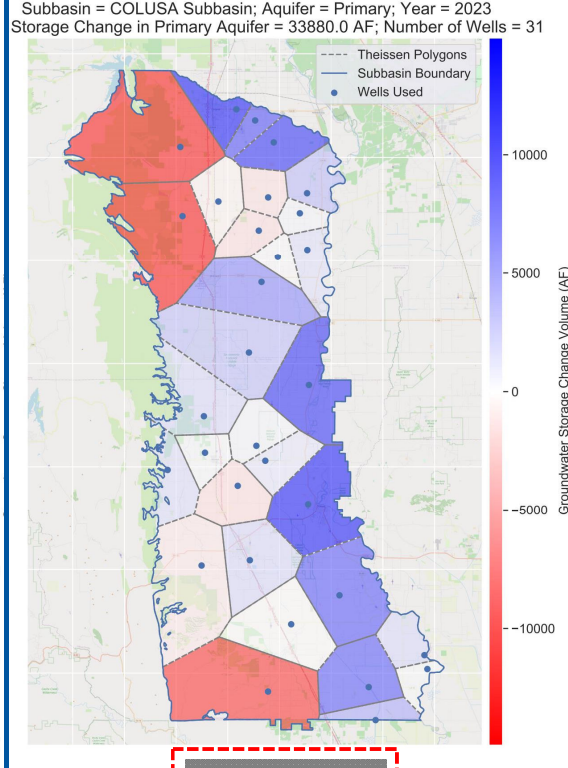 Subbasin = COLUSA Subbasin; Aquifer = Primary; Year = 2023
Storage Change in Primary Aquifer = 33880.0 AF; Number of Wells = 31
Theissen Polygons
Subbasin Boundary
Wells Used
10000
5000
0
−5000
−10000
Groundwater Storage Change Volume (AF)